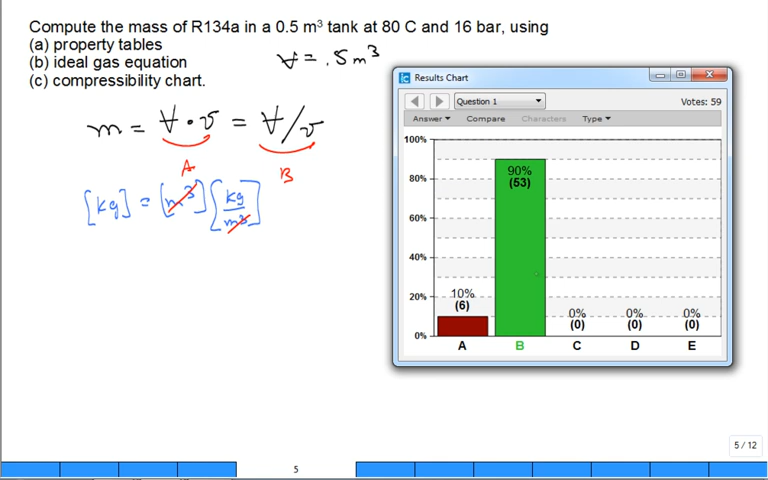 Compute the mass of R134a in a 0.5 m³ tank at 80 C and 16 bar, using
(a) property tables
(b) ideal gas equation
(c) compressibility chart.
V = .5 m³
m = V · v = V/v
A
B
[kg] = [m³] [kg/m³]
Results Chart
Question 1
Votes: 59
Answer
Compare
Characters
Type
100%
80%
60%
40%
20%
0%
10%
(6)
90%
(53)
0%
(0)
0%
(0)
0%
(0)
A
B
C
D
E
5 / 12
5